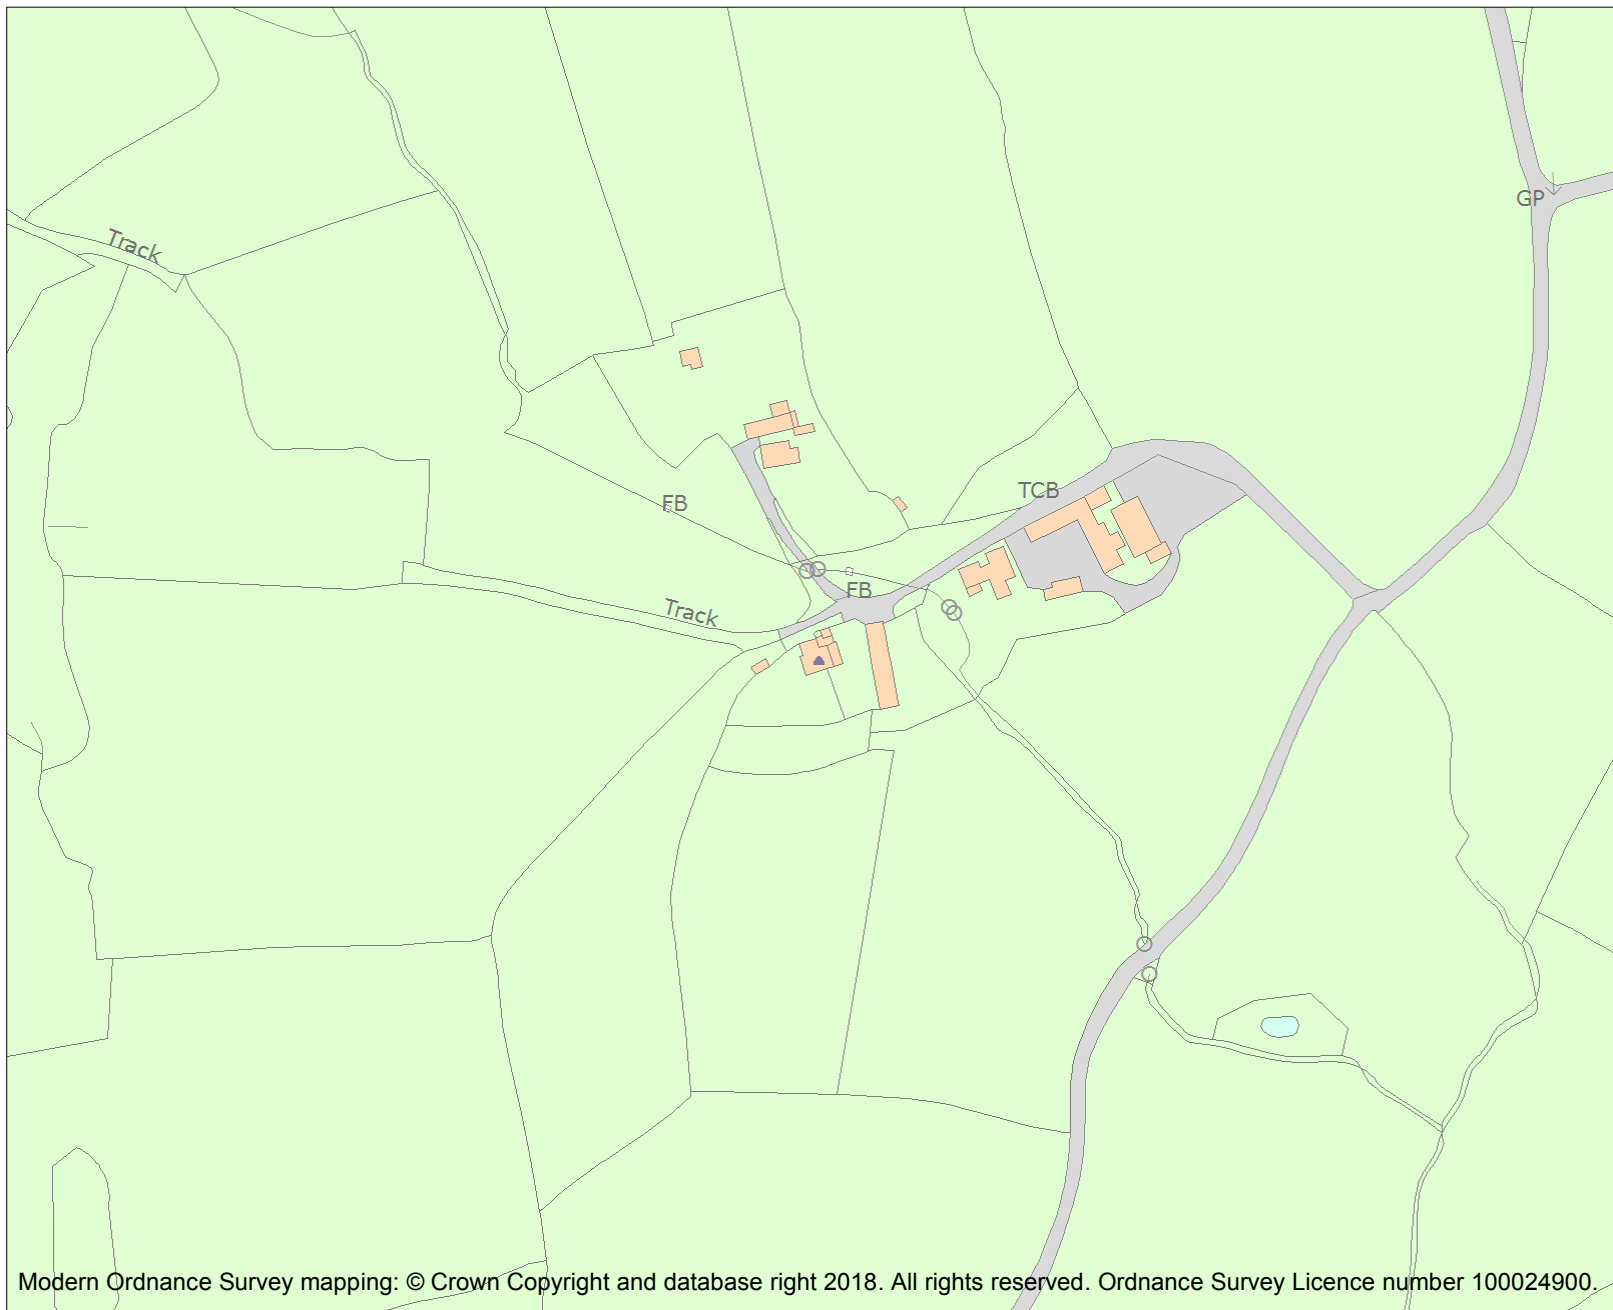 GP
Track
TCB
FB
FB
Track
Modern Ordnance Survey mapping: © Crown Copyright and database right 2018. All rights reserved. Ordnance Survey Licence number 100024900.